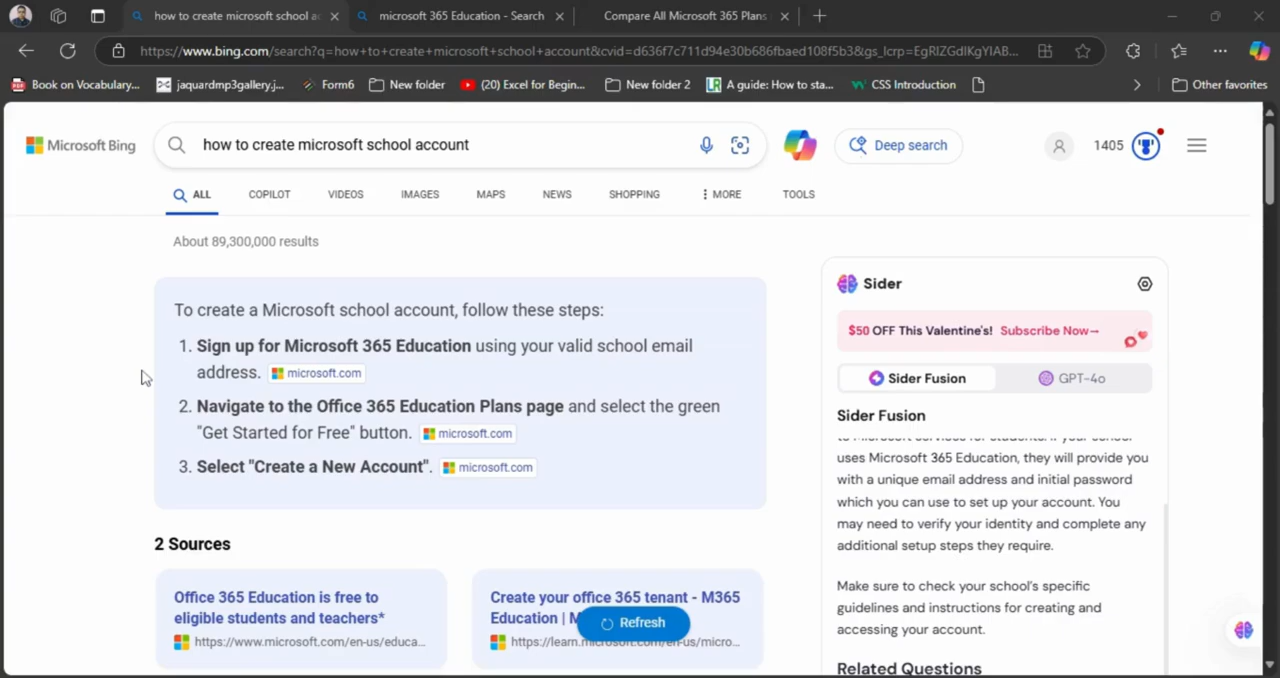 how to create microsoft school a
microsoft 365 Education - Search
Compare All Microsoft 365 Plans
https://www.bing.com/search?q=how+to+create+microsoft+school+account&cvid=d636f7c711d94e30b686fbaed108f5b3&gs_lcrp=EgRlZGdlKgYIAB...
Book on Vocabulary...
jaquardmp3gallery.j...
Form6
New folder
(20) Excel for Begin...
New folder 2
A guide: How to sta...
CSS Introduction
Other favorites
Microsoft Bing
how to create microsoft school account
Deep search
1405
ALL
COPILOT
VIDEOS
IMAGES
MAPS
NEWS
SHOPPING
MORE
TOOLS
About 89,300,000 results
To create a Microsoft school account, follow these steps:
1. Sign up for Microsoft 365 Education using your valid school email
address. microsoft.com
2. Navigate to the Office 365 Education Plans page and select the green
"Get Started for Free" button. microsoft.com
3. Select "Create a New Account". microsoft.com
2 Sources
Office 365 Education is free to
eligible students and teachers*
https://www.microsoft.com/en-us/educa...
Create your office 365 tenant - M365
Education | M
https://learn.microsoft.com/en-us/micro...
Refresh
Sider
$50 OFF This Valentine's! Subscribe Now→
Sider Fusion
GPT-4o
Sider Fusion
to Microsoft services for students. If your school
uses Microsoft 365 Education, they will provide you
with a unique email address and initial password
which you can use to set up your account. You
may need to verify your identity and complete any
additional setup steps they require.
Make sure to check your school's specific
guidelines and instructions for creating and
accessing your account.
Related Questions